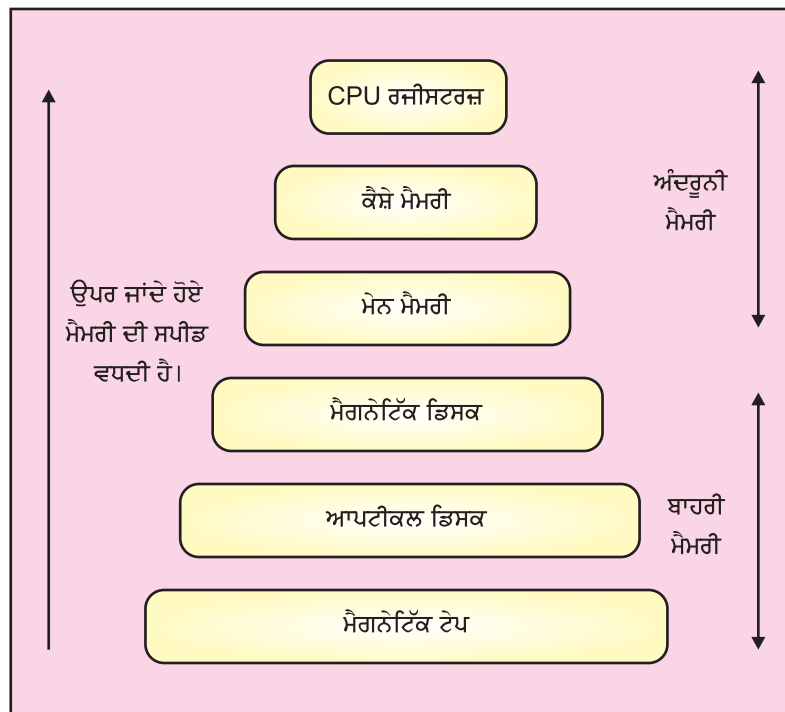 CPU ਰਜੀਸਟਰਜ਼
ਕੈਸ਼ੇ ਮੈਮਰੀ
ਅੰਦਰੂਨੀ
ਮੈਮਰੀ
ਮੇਨ ਮੈਮਰੀ
ਉਪਰ ਜਾਂਦੇ ਹੋਏ
ਮੈਮਰੀ ਦੀ ਸਪੀਡ
ਵਧਦੀ ਹੈ।
ਮੈਗਨੇਟਿੱਕ ਡਿਸਕ
ਆਪਟੀਕਲ ਡਿਸਕ
ਬਾਹਰੀ
ਮੈਮਰੀ
ਮੈਗਨੇਟਿੱਕ ਟੇਪ